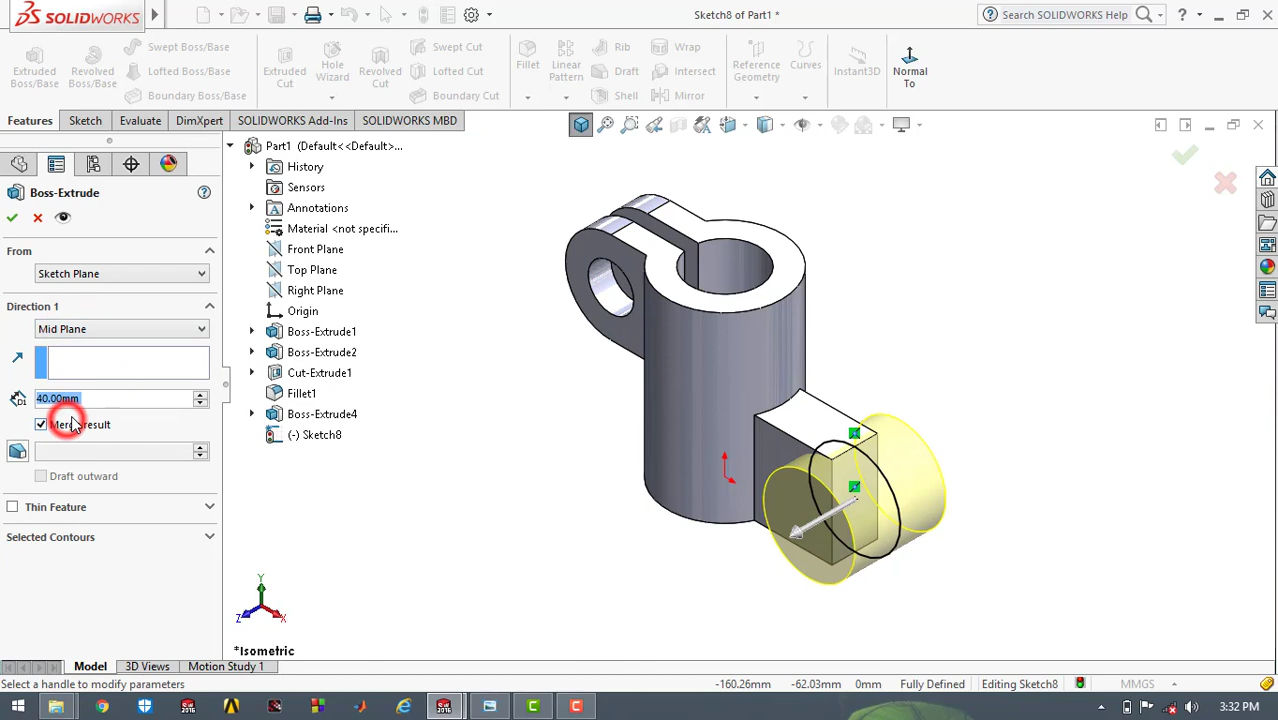 SOLIDWORKS
Sketch8 of Part1 *
Search SOLIDWORKS Help
Extruded Boss/Base
Revolved Boss/Base
Swept Boss/Base
Lofted Boss/Base
Boundary Boss/Base
Extruded Cut
Hole Wizard
Revolved Cut
Swept Cut
Lofted Cut
Boundary Cut
Fillet
Linear Pattern
Rib
Draft
Shell
Wrap
Intersect
Mirror
Reference Geometry
Curves
Instant3D
Normal To
Features
Sketch
Evaluate
DimXpert
SOLIDWORKS Add-Ins
SOLIDWORKS MBD
Boss-Extrude
From
Sketch Plane
Direction 1
Mid Plane
D1
40.00mm
result
Draft outward
Thin Feature
Selected Contours
Part1 (Default<<Default>...
History
Sensors
Annotations
Material <not specifi...
Front Plane
Top Plane
Right Plane
Origin
Boss-Extrude1
Boss-Extrude2
Cut-Extrude1
Fillet1
Boss-Extrude4
(-) Sketch8
Y
Z
X
*Isometric
Model
3D Views
Motion Study 1
Select a handle to modify parameters
-160.26mm
-62.03mm
0mm
Fully Defined
Editing Sketch8
MMGS
3:32 PM